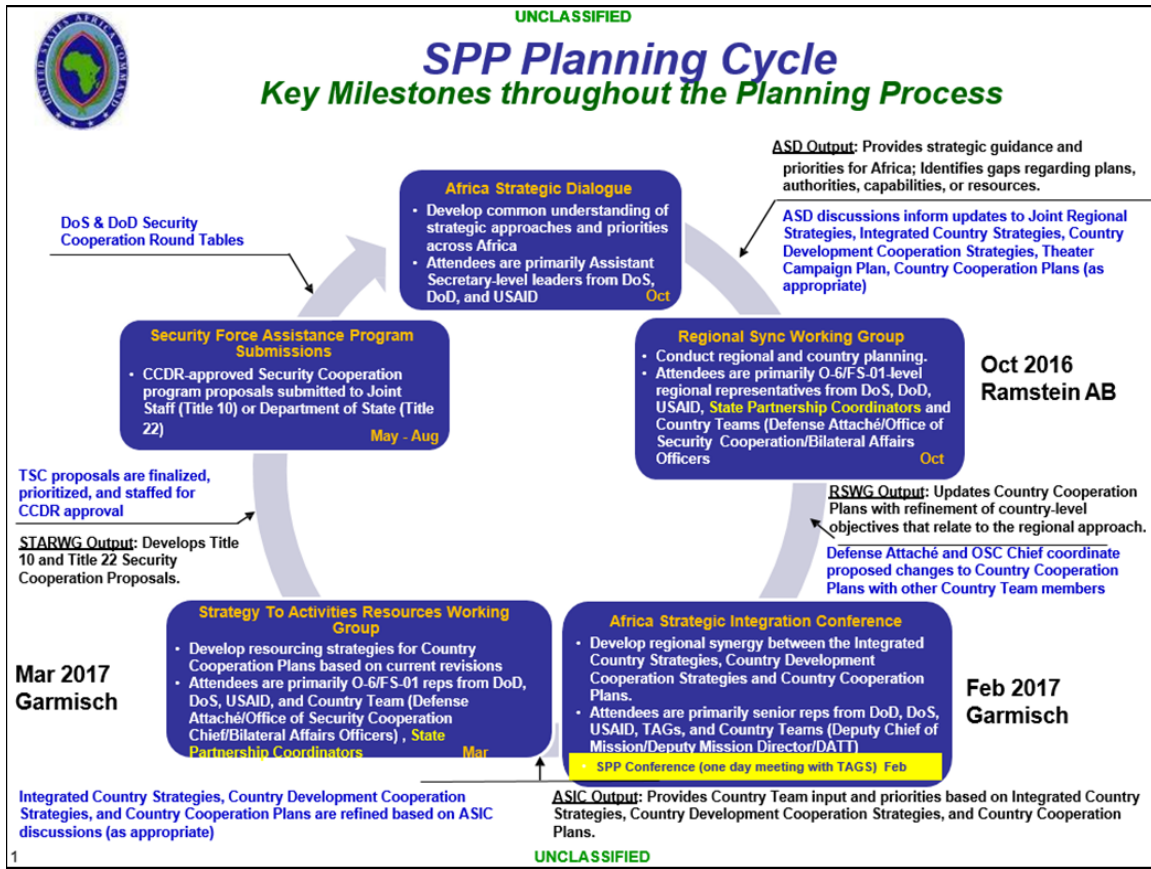 UNCLASSIFIED
UNITED STATES AFRICA COMMAND
SPP Planning Cycle
Key Milestones throughout the Planning Process
ASD Output: Provides strategic guidance and
priorities for Africa; Identifies gaps regarding plans,
authorities, capabilities, or resources.
ASD discussions inform updates to Joint Regional
Strategies, Integrated Country Strategies, Country
Development Cooperation Strategies, Theater
Campaign Plan, Country Cooperation Plans (as
appropriate)
Africa Strategic Dialogue
• Develop common understanding of
strategic approaches and priorities
across Africa
• Attendees are primarily Assistant
Secretary-level leaders from DoS,
DoD, and USAID
Oct
DoS & DoD Security
Cooperation Round Tables
Security Force Assistance Program
Submissions
• CCDR-approved Security Cooperation
program proposals submitted to Joint
Staff (Title 10) or Department of State (Title
22)
May - Aug
Regional Sync Working Group
• Conduct regional and country planning.
• Attendees are primarily O-6/FS-01-level
regional representatives from DoS, DoD,
USAID, State Partnership Coordinators and
Country Teams (Defense Attaché/Office of
Security Cooperation/Bilateral Affairs
Officers
Oct
Oct 2016
Ramstein AB
TSC proposals are finalized,
prioritized, and staffed for
CCDR approval
STARWG Output: Develops Title
10 and Title 22 Security
Cooperation Proposals.
RSWG Output: Updates Country Cooperation
Plans with refinement of country-level
objectives that relate to the regional approach.
Defense Attaché and OSC Chief coordinate
proposed changes to Country Cooperation
Plans with other Country Team members
Strategy To Activities Resources Working
Group
• Develop resourcing strategies for Country
Cooperation Plans based on current revisions
• Attendees are primarily O-6/FS-01 reps from DoD,
DoS, USAID, and Country Team (Defense
Attaché/Office of Security Cooperation
Chief/Bilateral Affairs Officers) , State
Partnership Coordinators
Mar
Mar 2017
Garmisch
Africa Strategic Integration Conference
• Develop regional synergy between the Integrated
Country Strategies, Country Development
Cooperation Strategies and Country Cooperation
Plans.
• Attendees are primarily senior reps from DoD, DoS,
USAID, TAGs, and Country Teams (Deputy Chief of
Mission/Deputy Mission Director/DATT)
• SPP Conference (one day meeting with TAGS) Feb
Feb 2017
Garmisch
Integrated Country Strategies, Country Development Cooperation
Strategies, and Country Cooperation Plans are refined based on ASIC
discussions (as appropriate)
ASIC Output: Provides Country Team input and priorities based on Integrated Country
Strategies, Country Development Cooperation Strategies, and Country Cooperation
Plans.
1
UNCLASSIFIED